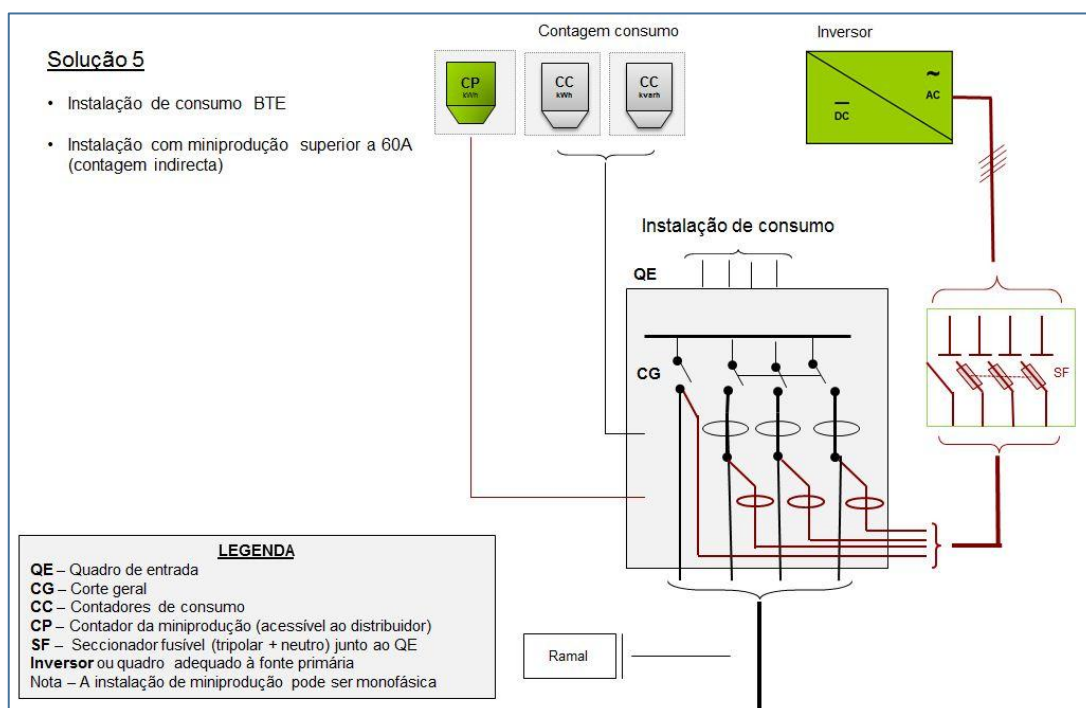 Solução 5
• Instalação de consumo BTE
• Instalação com miniprodução superior a 60A
(contagem indirecta)
Contagem consumo
CP
kWh
CC
kWh
CC
kvarh
Inversor
~
AC
DC
Instalação de consumo
QE
CG
SF
Ramal
LEGENDA
QE – Quadro de entrada
CG – Corte geral
CC – Contadores de consumo
CP – Contador da miniprodução (acessível ao distribuidor)
SF – Seccionador fusível (tripolar + neutro) junto ao QE
Inversor ou quadro adequado à fonte primária
Nota – A instalação de miniprodução pode ser monofásica